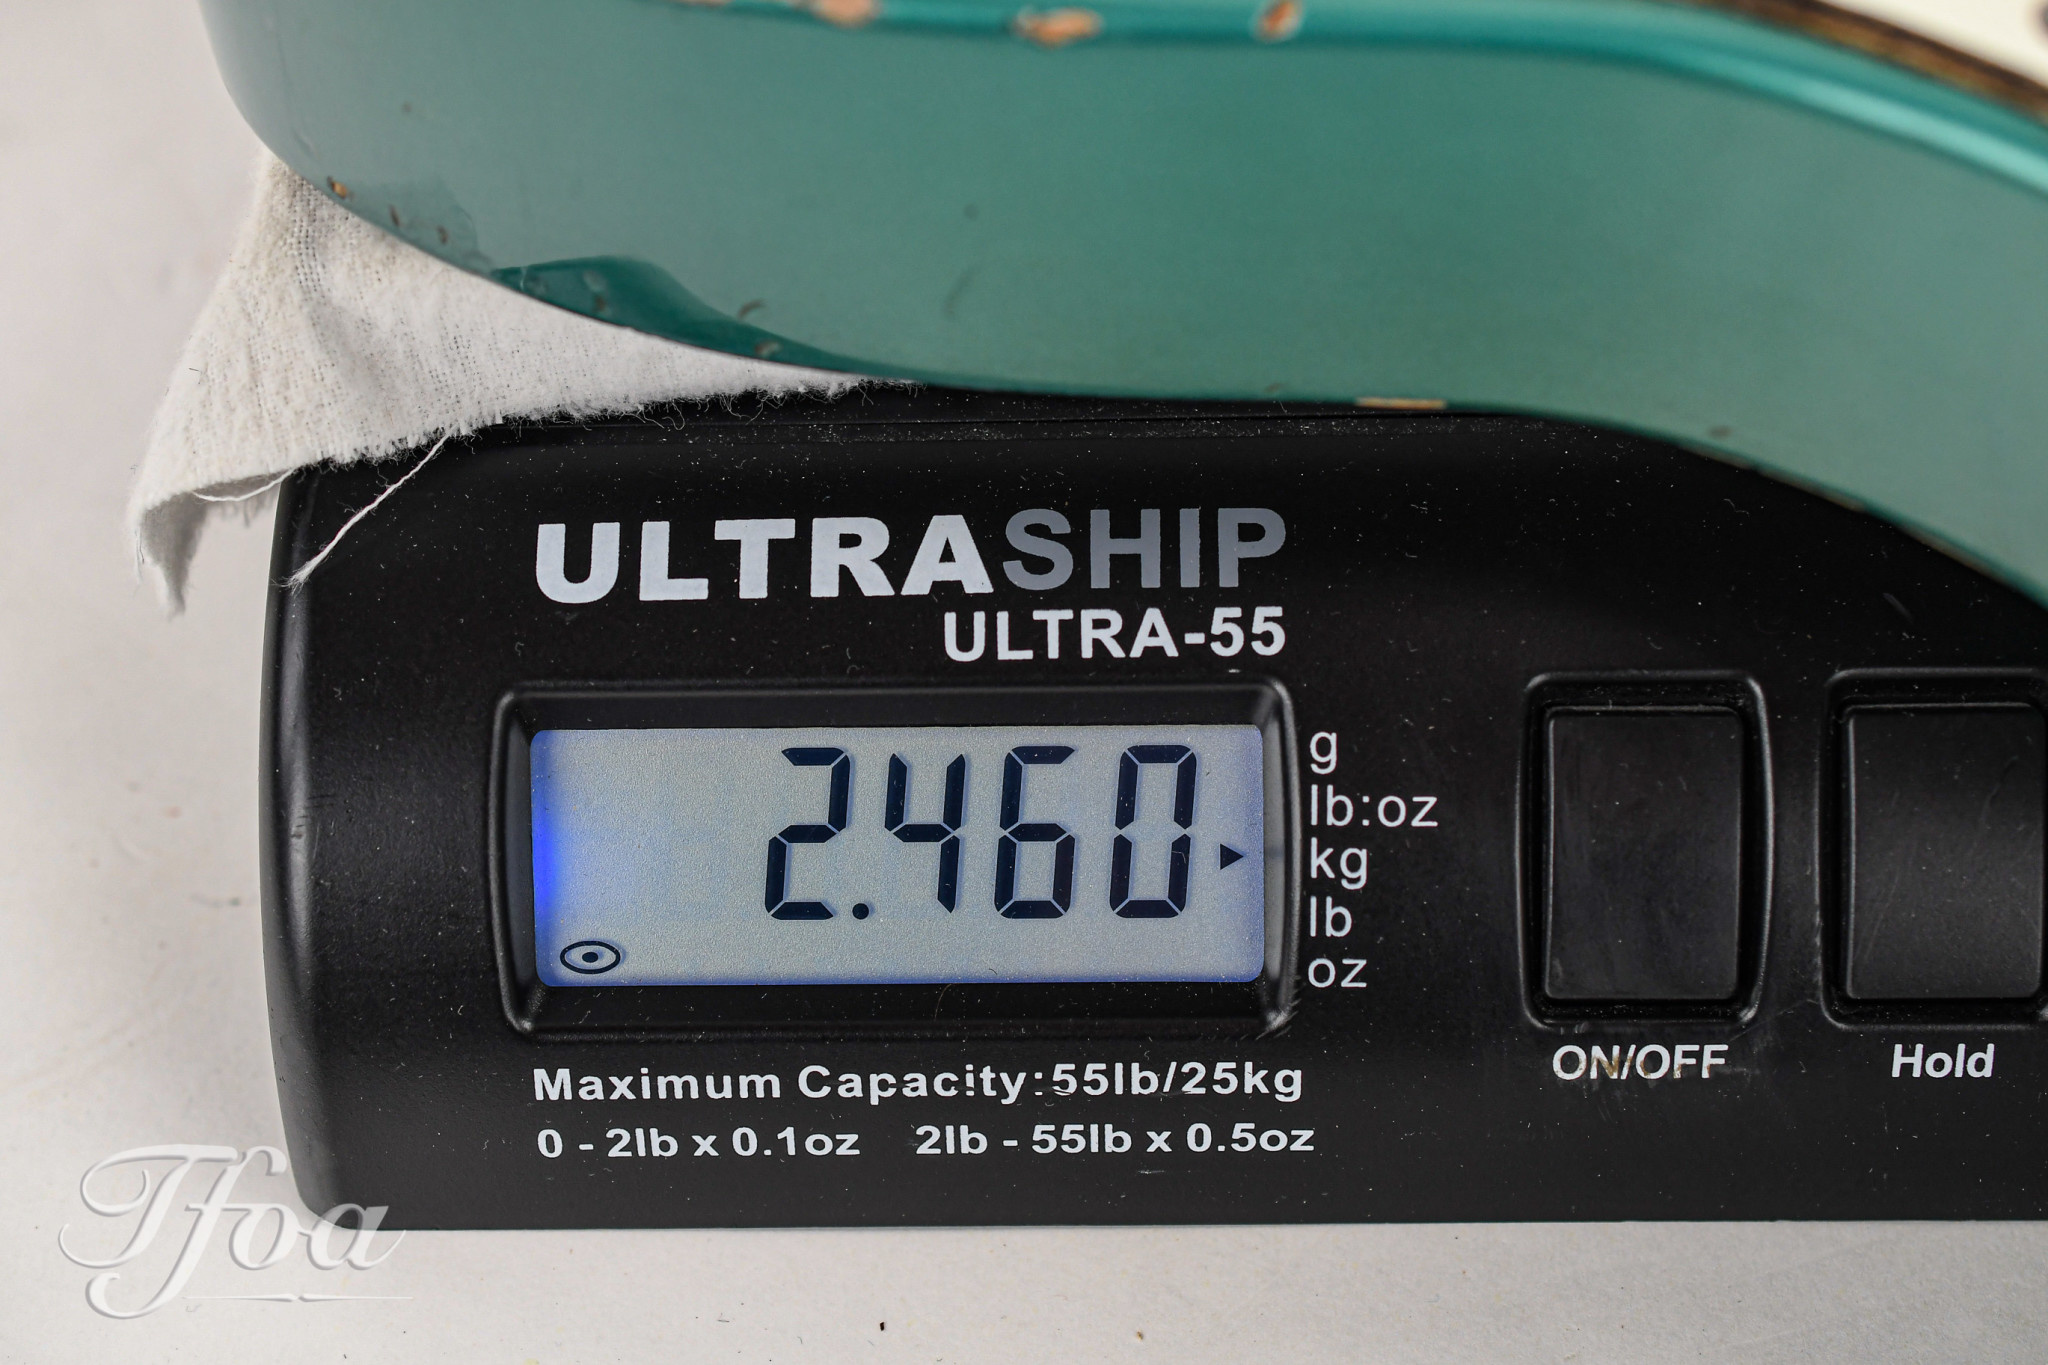 ULTRASHIP
ULTRA-55
2.460
g
lb:oz
kg
lb
oz
ON/OFF
Hold
Maximum Capacity:55lb/25kg
0 - 2lb x 0.1oz 2lb - 55lb x 0.5oz
Tfoa